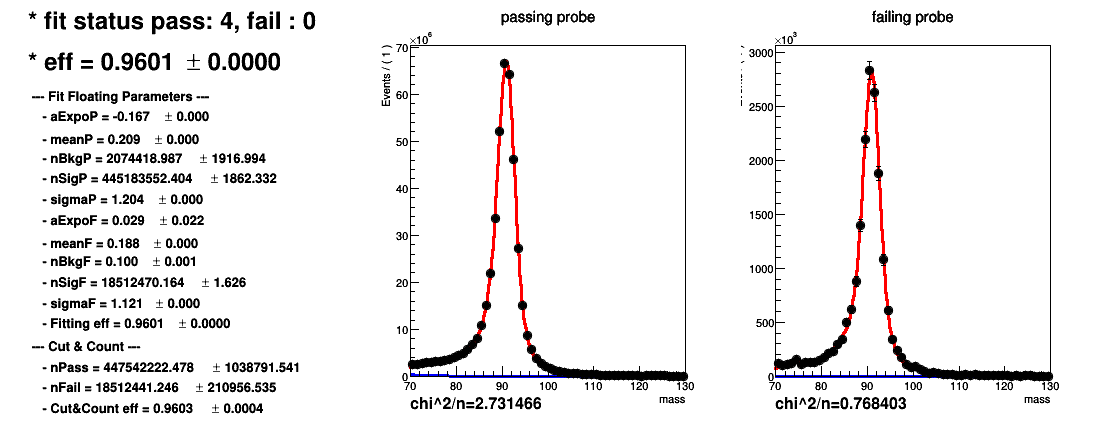 * fit status pass: 4, fail : 0
* eff = 0.9601 ± 0.0000
--- Fit Floating Parameters ---
- aExpoP = -0.167 ± 0.000
- meanP = 0.209 ± 0.000
- nBkgP = 2074418.987 ± 1916.994
- nSigP = 445183552.404 ± 1862.332
- sigmaP = 1.204 ± 0.000
- aExpoF = 0.029 ± 0.022
- meanF = 0.188 ± 0.000
- nBkgF = 0.100 ± 0.001
- nSigF = 18512470.164 ± 1.626
- sigmaF = 1.121 ± 0.000
- Fitting eff = 0.9601 ± 0.0000
--- Cut & Count ---
- nPass = 447542222.478 ± 1038791.541
- nFail = 18512441.246 ± 210956.535
- Cut&Count eff = 0.9603 ± 0.0004
passing probe
×10⁶
Events / ( 1 )
70
60
50
40
30
20
10
0
70 80 90 100 110 120 130
mass
chi^2/n=2.731466
failing probe
×10³
3000
2500
2000
1500
1000
500
0
70 80 90 100 110 120 130
mass
chi^2/n=0.768403